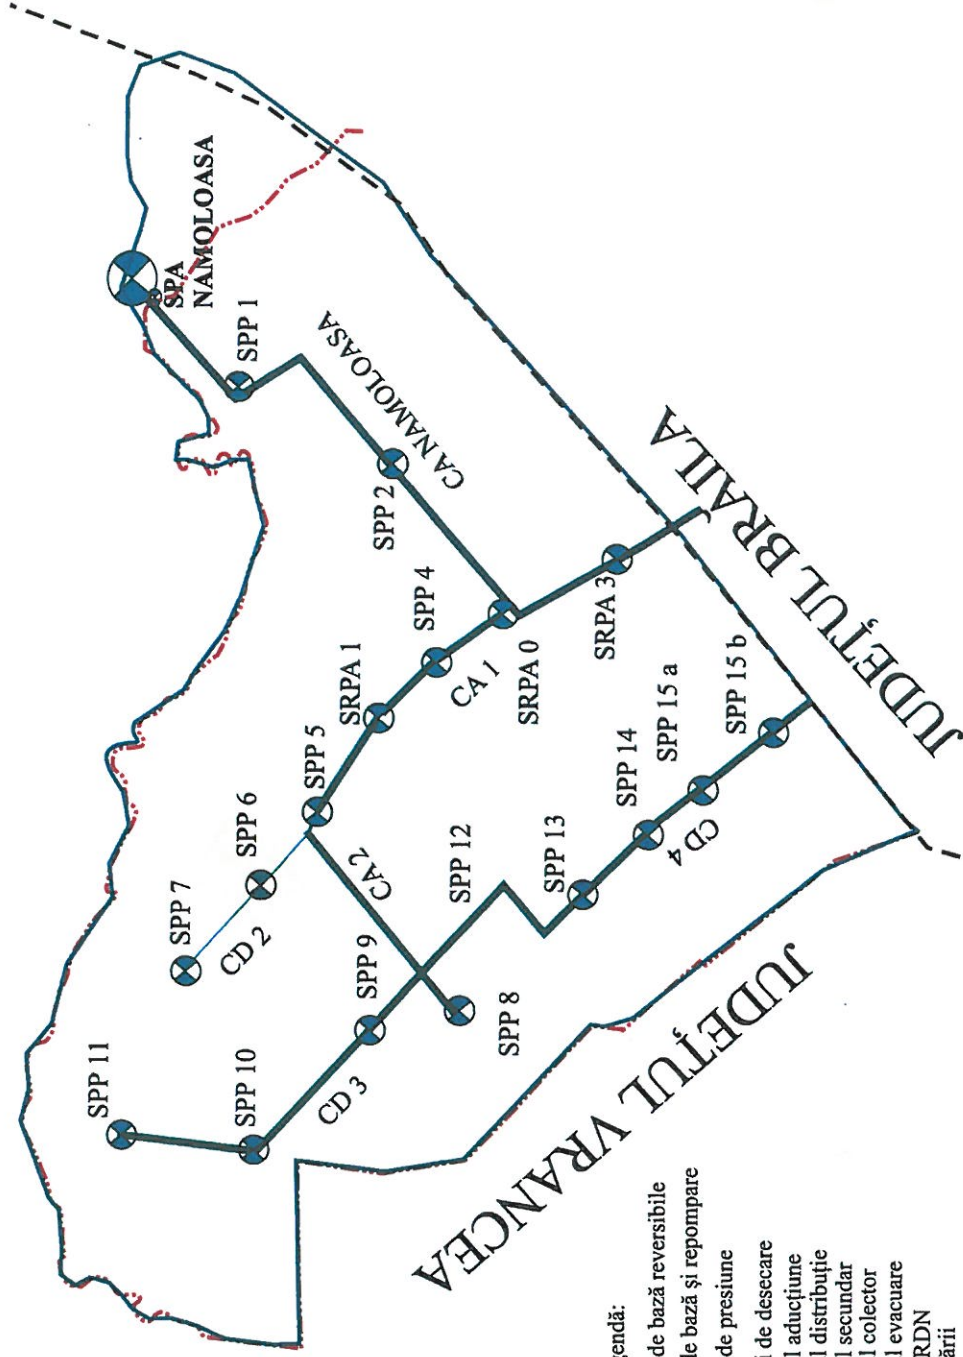 SPA
NAMOLOASA
SPP 1
CA NAMOLOASA
SPP 2
SPP 4
SRPA 1
CA 1
SRPA 0
SRPA 3
SPP 5
SPP 6
SPP 7
CD 2
CA 2
SPP 12
SPP 13
SPP 14
SPP 15 a
SPP 15 b
CD 4
SPP 9
SPP 8
SPP 11
SPP 10
CD 3
JUDEȚUL BRĂILA
JUDEȚUL VRANCEA
gendă:
de bază reversibile
de bază și repompare
de presiune
i de desecare
l aducțiune
l distribuție
l secundar
l colector
l evacuare
RDN
ării